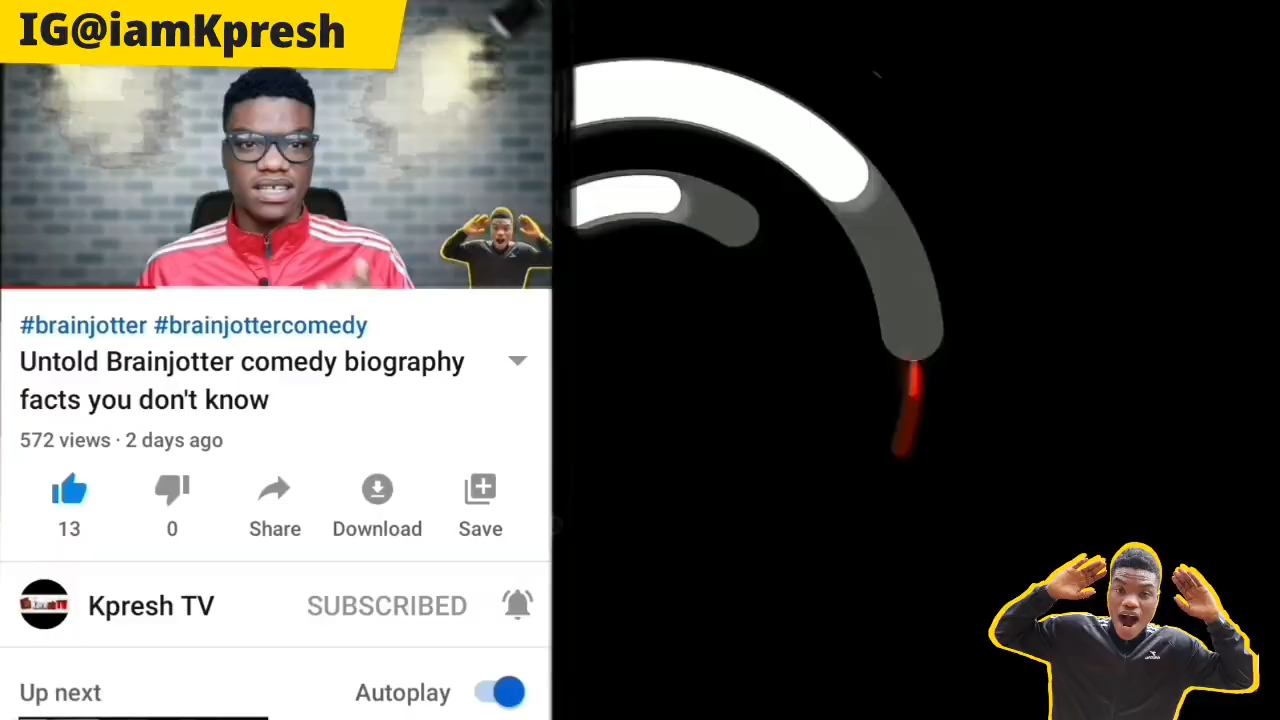 IG@iamKpresh
#brainjotter #brainjottercomedy
Untold Brainjotter comedy biography
facts you don't know
572 views · 2 days ago
13
0
Share
Download
Save
Kpresh TV
SUBSCRIBED
Up next
Autoplay